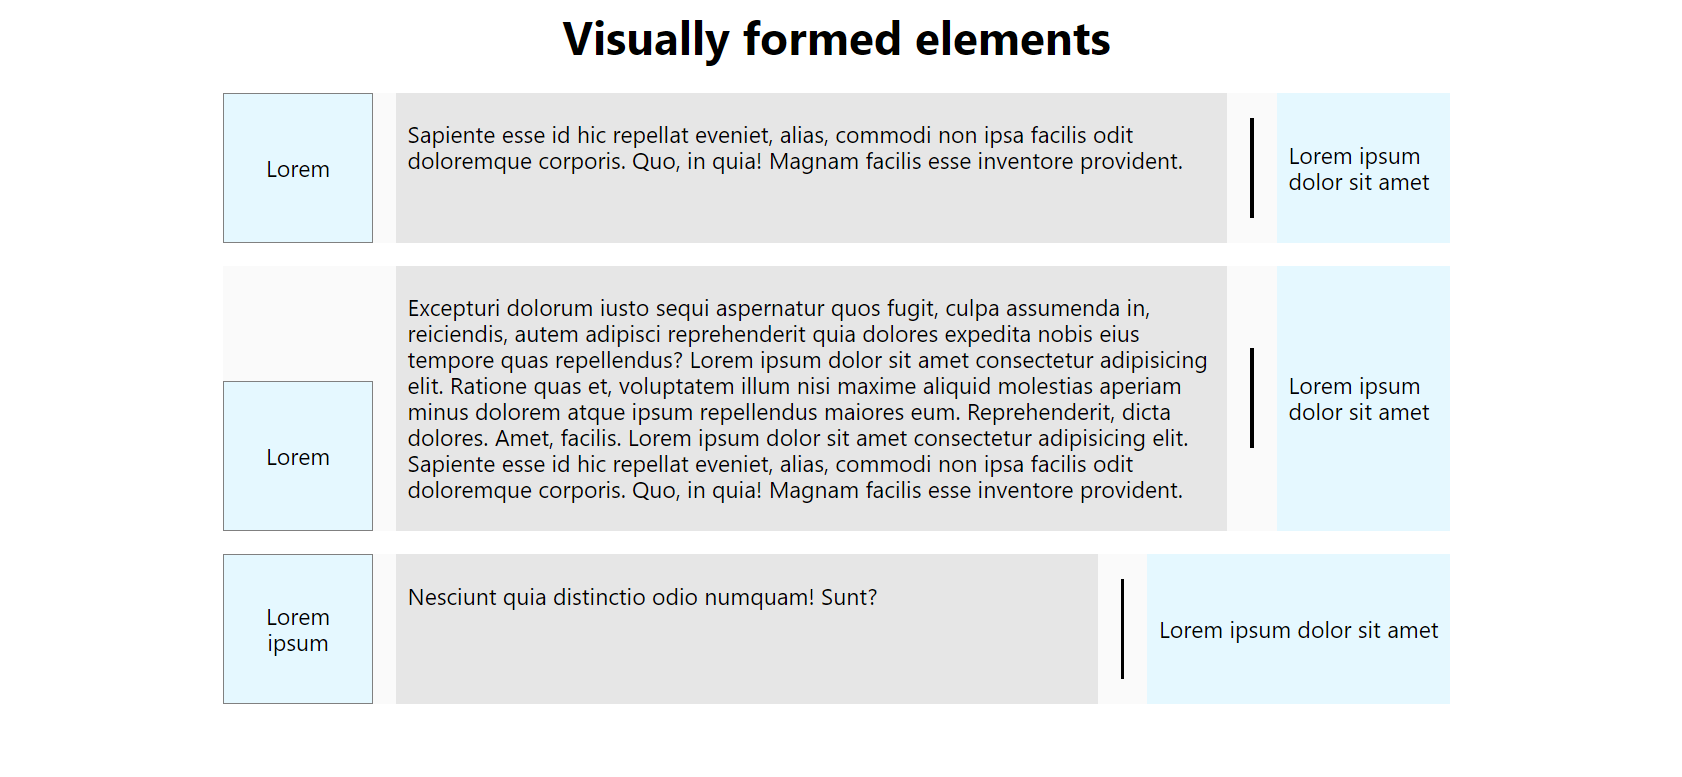 Visually formed elements
Lorem
Sapiente esse id hic repellat eveniet, alias, commodi non ipsa facilis odit
doloremque corporis. Quo, in quia! Magnam facilis esse inventore provident.
Lorem ipsum
dolor sit amet
Lorem
Excepturi dolorum iusto sequi aspernatur quos fugit, culpa assumenda in,
reiciendis, autem adipisci reprehenderit quia dolores expedita nobis eius
tempore quas repellendus? Lorem ipsum dolor sit amet consectetur adipisicing
elit. Ratione quas et, voluptatem illum nisi maxime aliquid molestias aperiam
minus dolorem atque ipsum repellendus maiores eum. Reprehenderit, dicta
dolores. Amet, facilis. Lorem ipsum dolor sit amet consectetur adipisicing elit.
Sapiente esse id hic repellat eveniet, alias, commodi non ipsa facilis odit
doloremque corporis. Quo, in quia! Magnam facilis esse inventore provident.
Lorem ipsum
dolor sit amet
Lorem
ipsum
Nesciunt quia distinctio odio numquam! Sunt?
Lorem ipsum dolor sit amet